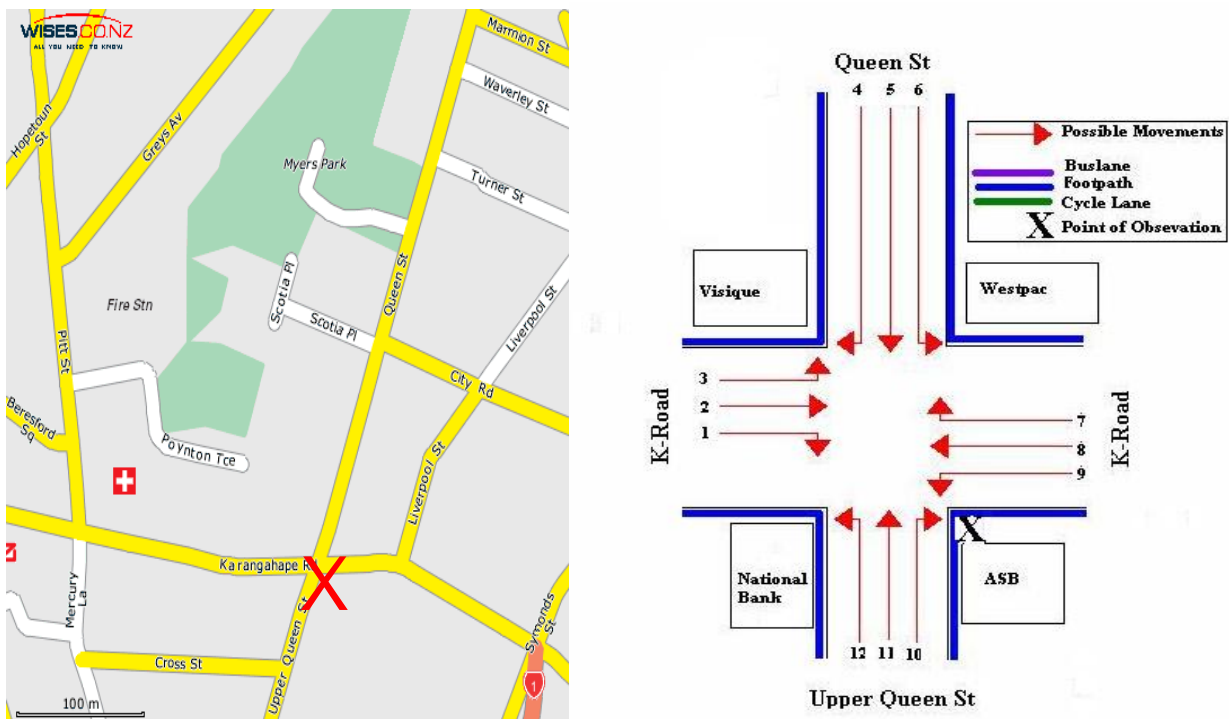 WISES.CO.NZ
ALL YOU NEED TO KNOW
Marmion St
Waverley St
Hopetoun St
Greys Av
Myers Park
Turner St
Queen St
Scotia Pl
Scotia Pl
Liverpool St
Fire Stn
Pitt St
City Rd
Beresford Sq
Poynton Tce
Liverpool St
Karangahape Rd
Mercury La
Upper Queen St
Symonds St
Cross St
1
100 m
Queen St
4 5 6
Possible Movements
Buslane
Footpath
Cycle Lane
X Point of Obsevation
Visique
Westpac
3
2
1
K-Road
7
8
9
K-Road
X
National
Bank
ASB
12 11 10
Upper Queen St